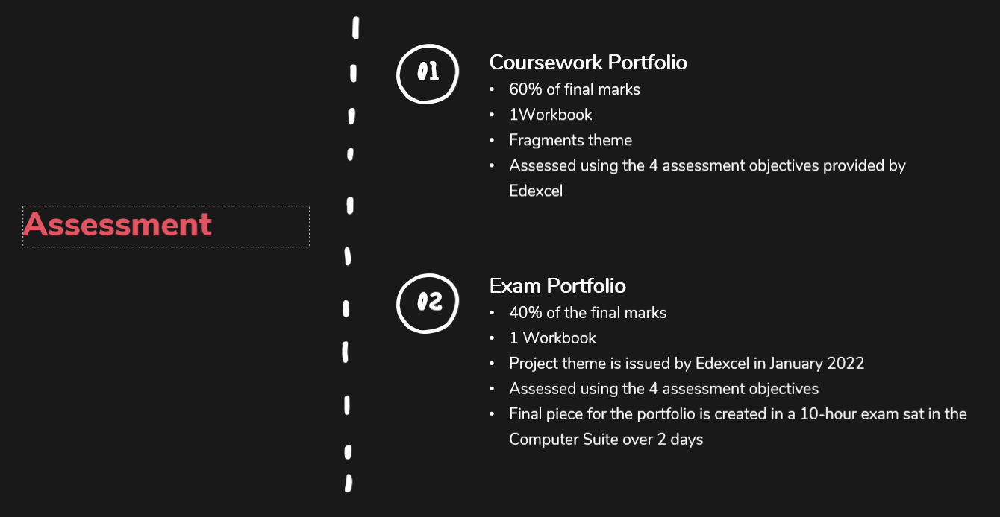 Assessment
01
Coursework Portfolio
• 60% of final marks
• 1Workbook
• Fragments theme
• Assessed using the 4 assessment objectives provided by
Edexcel
02
Exam Portfolio
• 40% of the final marks
• 1 Workbook
• Project theme is issued by Edexcel in January 2022
• Assessed using the 4 assessment objectives
• Final piece for the portfolio is created in a 10-hour exam sat in the
Computer Suite over 2 days